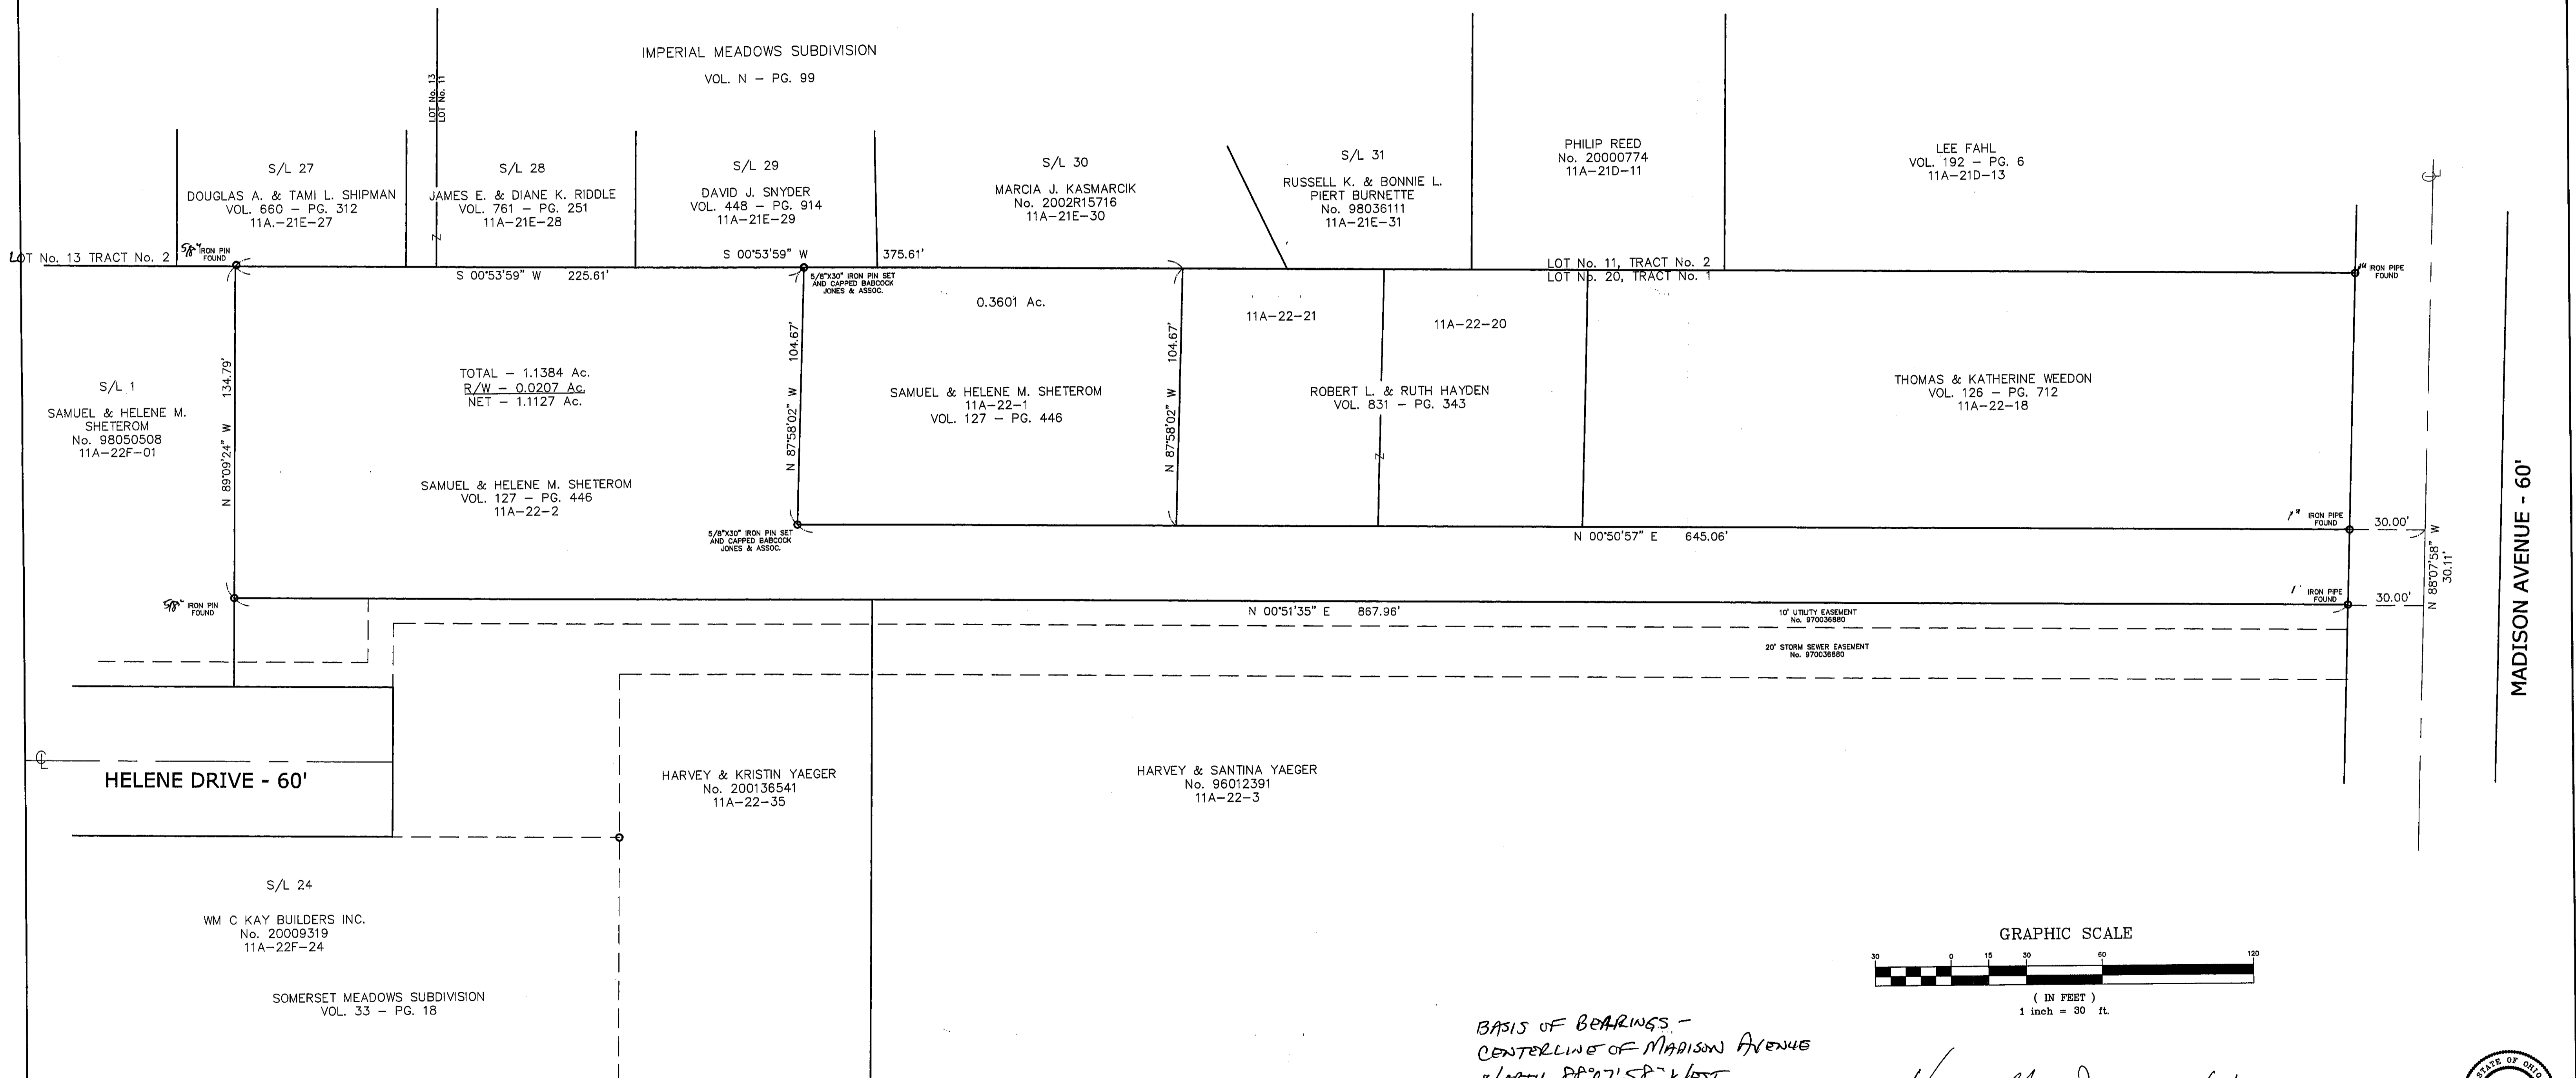 IMPERIAL MEADOWS SUBDIVISION
VOL. N – PG. 99
LOT No. 13
LOT No. 11
S/L 27
DOUGLAS A. & TAMI L. SHIPMAN
VOL. 660 – PG. 312
11A.–21E–27
S/L 28
JAMES E. & DIANE K. RIDDLE
VOL. 761 – PG. 251
11A–21E–28
S/L 29
DAVID J. SNYDER
VOL. 448 – PG. 914
11A–21E–29
S/L 30
MARCIA J. KASMARCIK
No. 2002R15716
11A–21E–30
S/L 31
RUSSELL K. & BONNIE L.
PIERT BURNETTE
No. 98036111
11A–21E–31
PHILIP REED
No. 20000774
11A–21D–11
LEE FAHL
VOL. 192 – PG. 6
11A–21D–13
LOT No. 13 TRACT No. 2
5/8" IRON PIN
FOUND
S 00°53'59" W 225.61'
S 00°53'59" W 375.61'
5/8"X30" IRON PIN SET
AND CAPPED BABCOCK
JONES & ASSOC.
LOT No. 11, TRACT No. 2
LOT No. 20, TRACT No. 1
1" IRON PIPE
FOUND
0.3601 Ac.
11A–22–21
11A–22–20
S/L 1
SAMUEL & HELENE M.
SHETEROM
No. 98050508
11A–22F–01
N 89°09'24" W 134.79'
TOTAL – 1.1384 Ac.
R/W – 0.0207 Ac.
NET – 1.1127 Ac.
SAMUEL & HELENE M. SHETEROM
VOL. 127 – PG. 446
11A–22–2
N 87°58'02" W 104.67'
SAMUEL & HELENE M. SHETEROM
11A–22–1
VOL. 127 – PG. 446
N 87°58'02" W 104.67'
ROBERT L. & RUTH HAYDEN
VOL. 831 – PG. 343
THOMAS & KATHERINE WEEDON
VOL. 126 – PG. 712
11A–22–18
5/8"X30" IRON PIN SET
AND CAPPED BABCOCK
JONES & ASSOC.
N 00°50'57" E 645.06'
1" IRON PIPE
FOUND
30.00'
N 88°07'58" W
30.11'
MADISON AVENUE - 60'
5/8" IRON PIN
FOUND
N 00°51'35" E 867.96'
1" IRON PIPE
FOUND
30.00'
10' UTILITY EASEMENT
No. 970036880
20' STORM SEWER EASEMENT
No. 970036880
HELENE DRIVE - 60'
HARVEY & KRISTIN YAEGER
No. 200136541
11A–22–35
HARVEY & SANTINA YAEGER
No. 96012391
11A–22–3
S/L 24
WM C KAY BUILDERS INC.
No. 20009319
11A–22F–24
SOMERSET MEADOWS SUBDIVISION
VOL. 33 – PG. 18
GRAPHIC SCALE
30 0 15 30 60 120
( IN FEET )
1 inch = 30 ft.
BASIS OF BEARINGS –
CENTERLINE OF MADISON AVENUE
NORTH 88°07'58" WEST
STATE OF OHIO